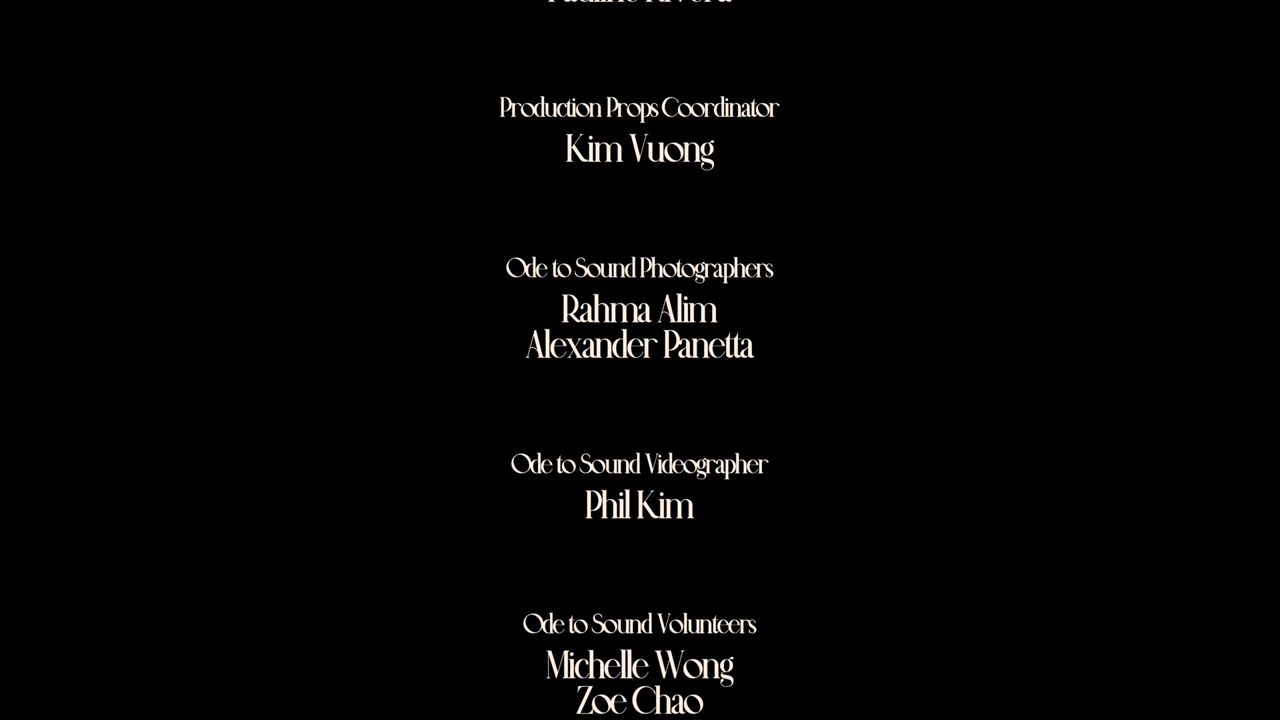 Production Props Coordinator
Kim Vuong
Ode to Sound Photographers
Rahma Alim
Alexander Panetta
Ode to Sound Videographer
Phil Kim
Ode to Sound Volunteers
Michelle Wong
Zoe Chao